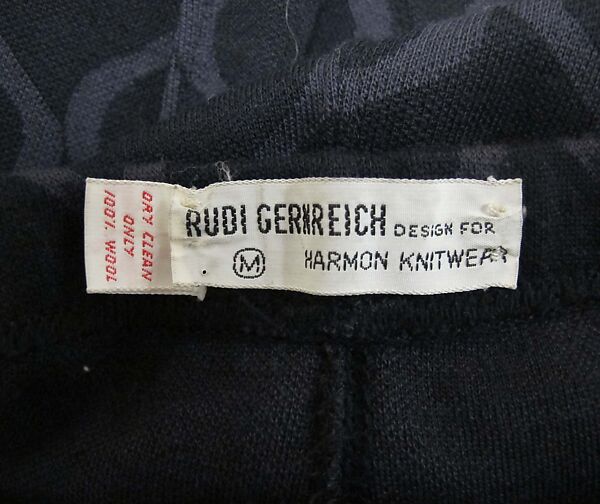 RUDI GERNREICH DESIGN FOR
M HARMON KNITWEAR
DRY CLEAN
ONLY
100% WOOL